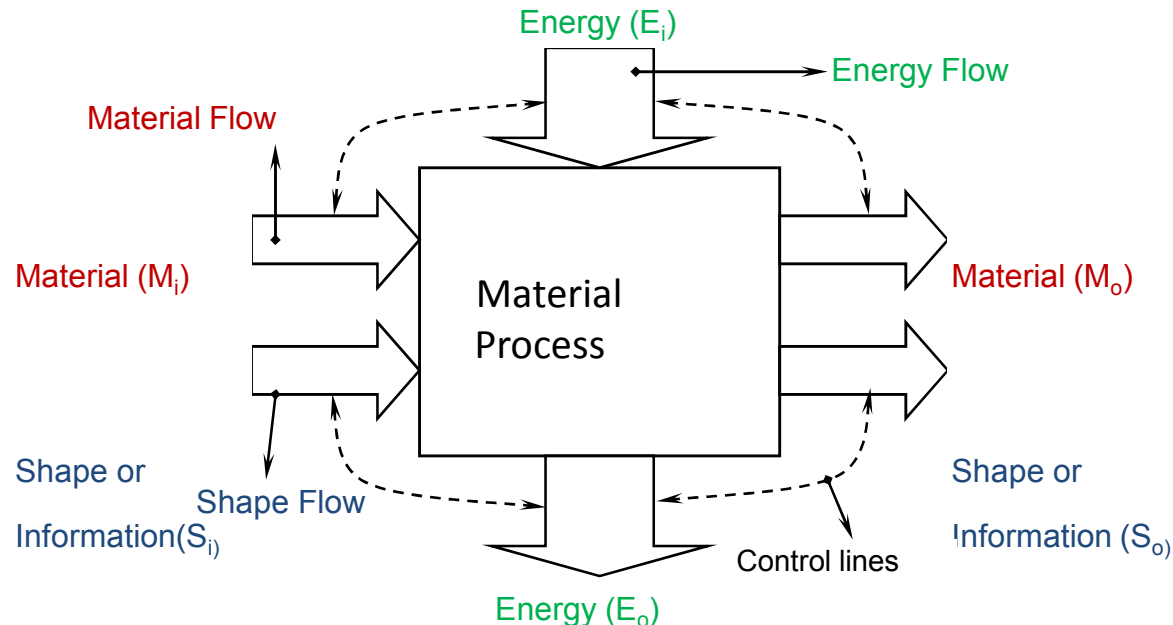 Energy (Eᵢ)
Energy Flow
Material Flow
Material (Mᵢ)
Material
Process
Material (Mₒ)
Shape or
Information(Sᵢ)
Shape Flow
Shape or
Information (Sₒ)
Control lines
Energy (Eₒ)